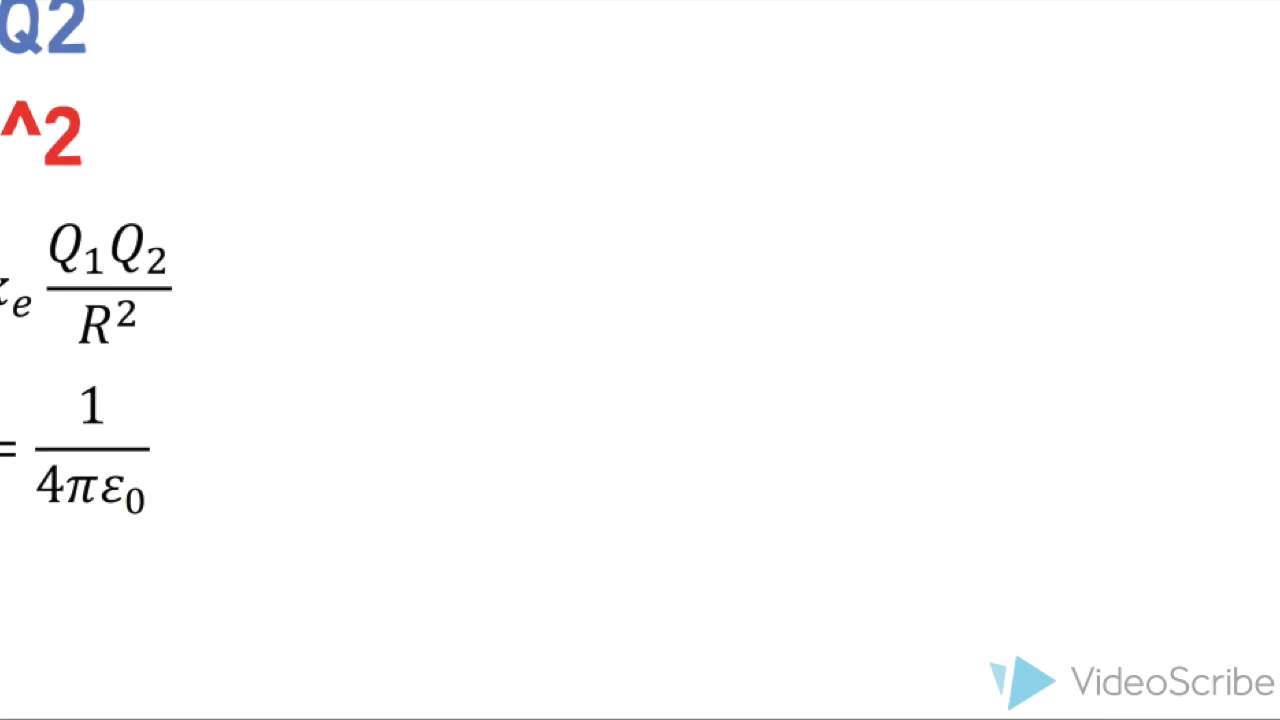 Q2
^2
Q₁Q₂
e
R²
1
=
4πε₀
VideoScribe